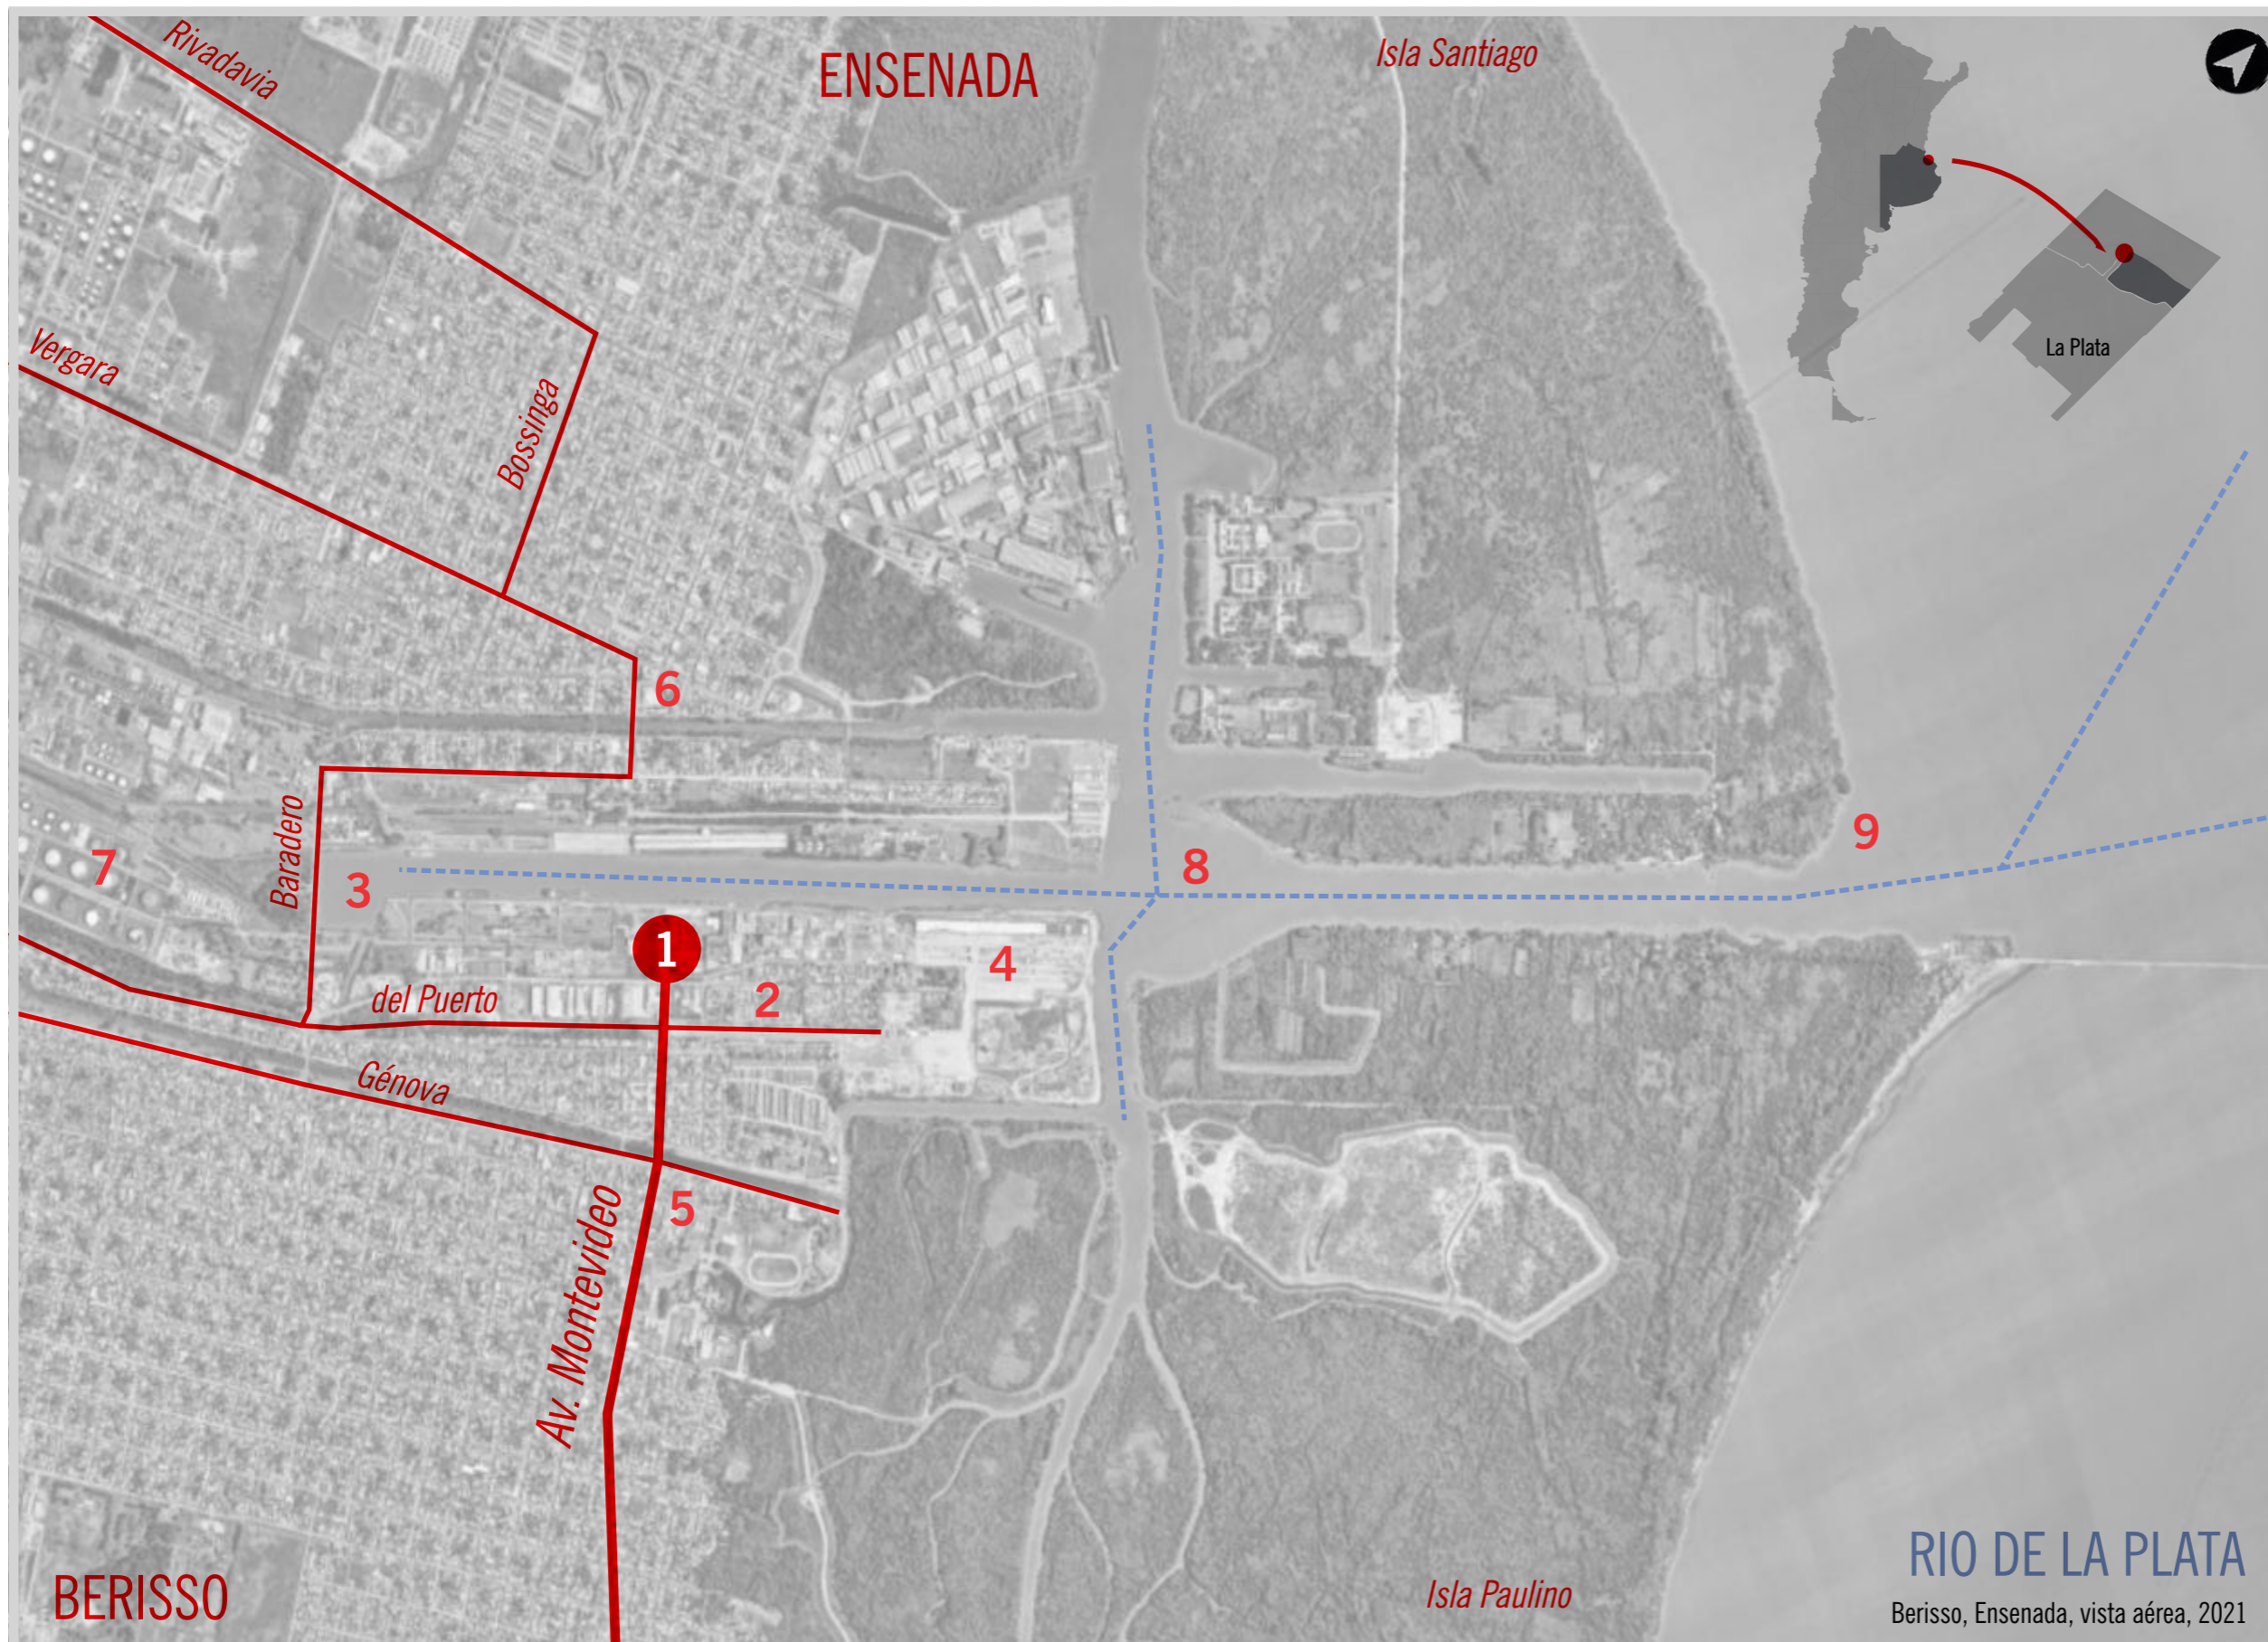 Rivadavia
ENSENADA
Isla Santiago
La Plata
Vergara
Bossinga
6
Baradero
7
3
8
9
1
4
del Puerto
2
Génova
5
Av. Montevideo
BERISSO
Isla Paulino
RIO DE LA PLATA
Berisso, Ensenada, vista aérea, 2021